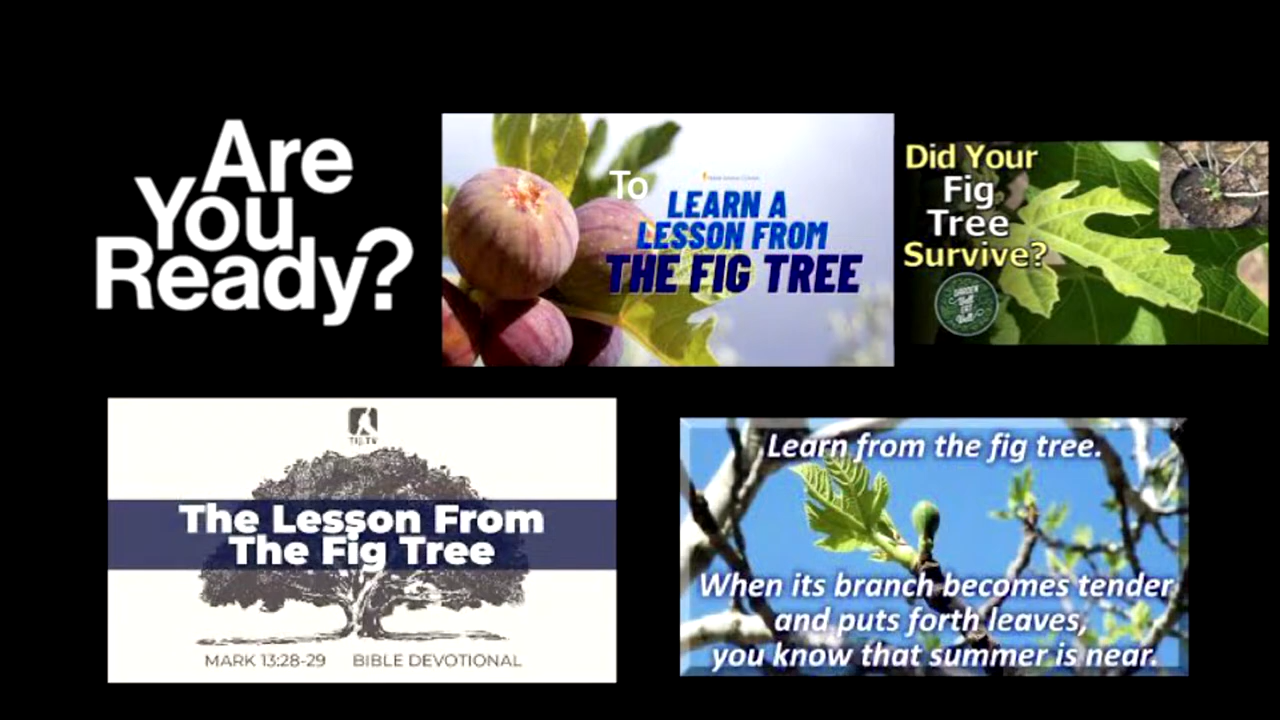 Are
You
Ready?
To
LEARN A
LESSON FROM
THE FIG TREE
Did Your
Fig
Tree
Survive?
The Lesson From
The Fig Tree
MARK 13:28-29 BIBLE DEVOTIONAL
Learn from the fig tree.
When its branch becomes tender
and puts forth leaves,
you know that summer is near.